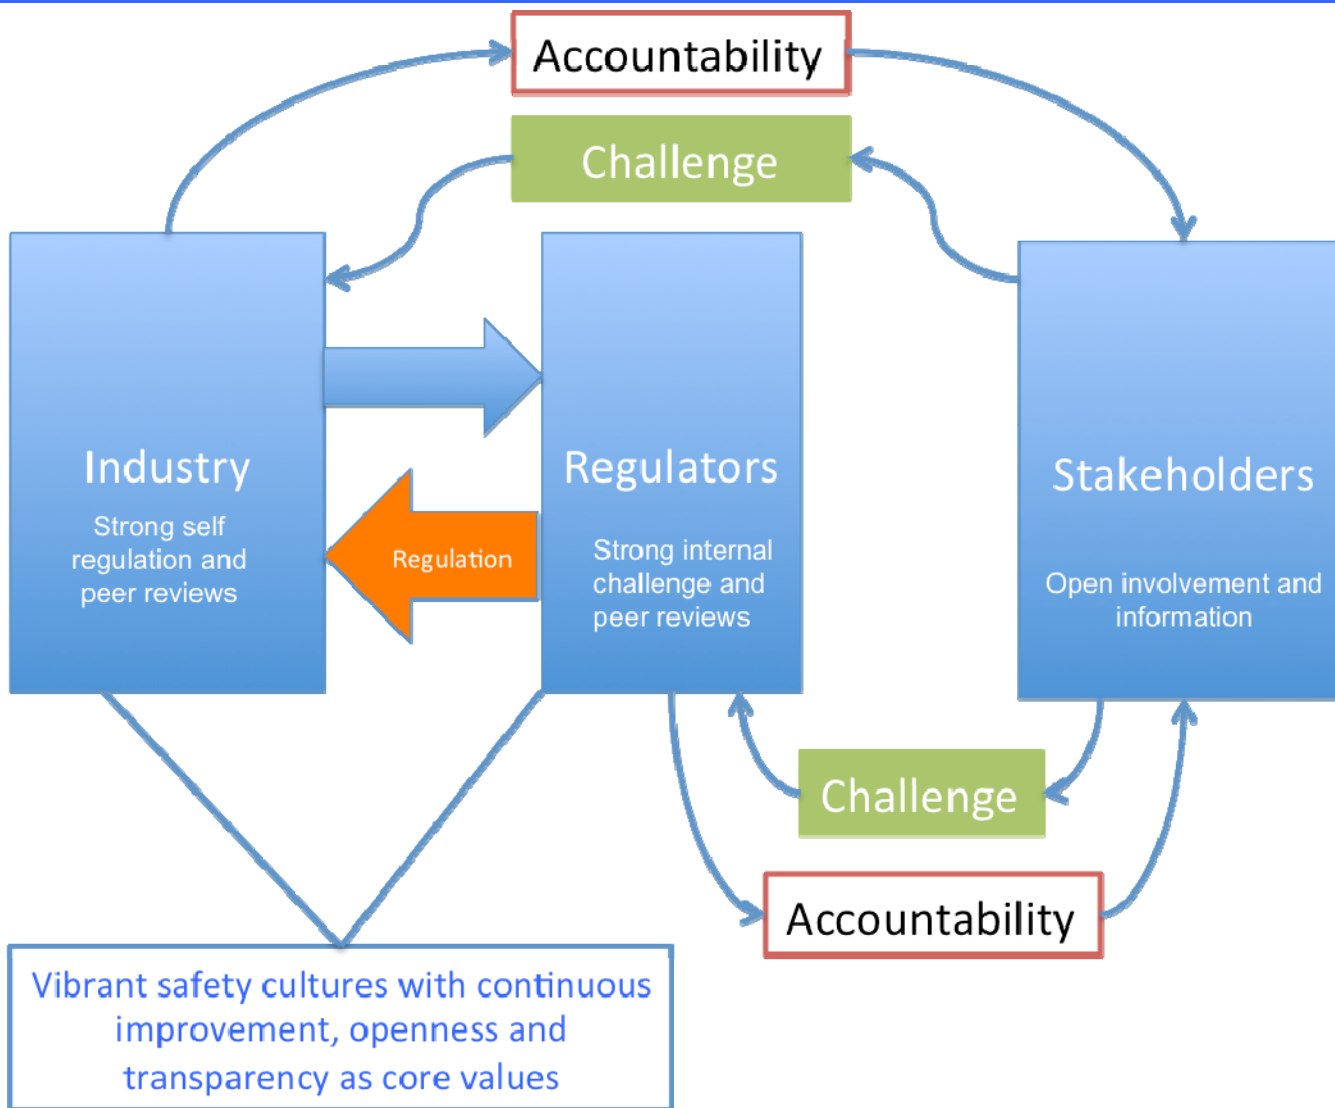 Accountability
Challenge
Industry
Strong self
regulation and
peer reviews
Regulation
Regulators
Strong internal
challenge and
peer reviews
Stakeholders
Open involvement and
information
Challenge
Accountability
Vibrant safety cultures with continuous
improvement, openness and
transparency as core values